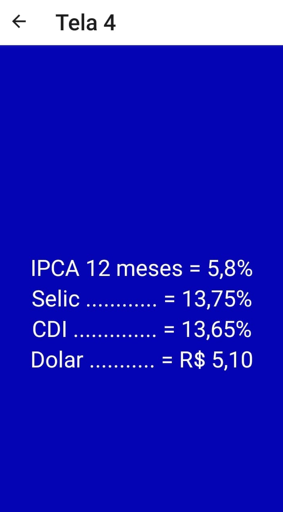 Tela 4
IPCA 12 meses = 5,8%
Selic ............ = 13,75%
CDI .............. = 13,65%
Dolar ........... = R$ 5,10